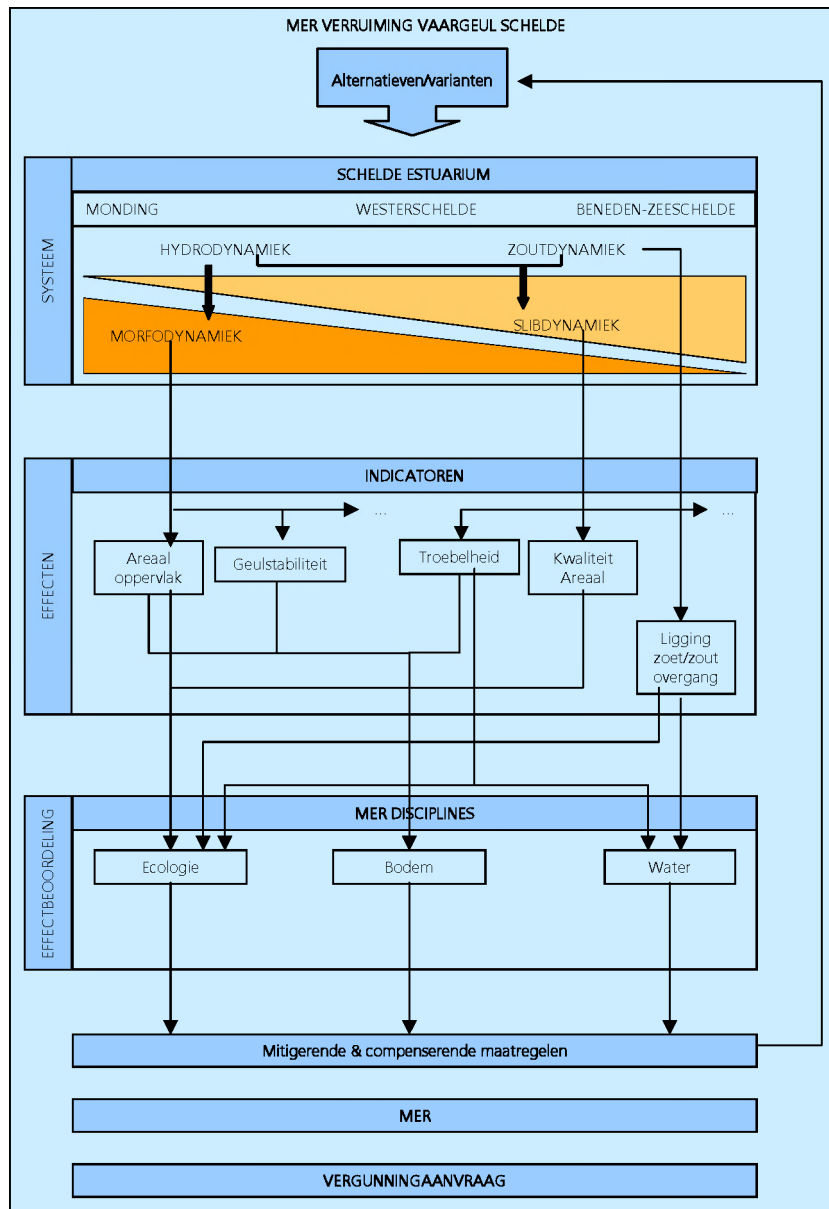 MER VERRUIMING VAARGEUL SCHELDE
Alternatieven/varianten
SCHELDE ESTUARIUM
MONDING WESTERSCHELDE BENEDEN-ZEESCHELDE
SYSTEEM
HYDRODYNAMIEK ZOUTDYNAMIEK
MORFODYNAMIEK SLIBDYNAMIEK
INDICATOREN
EFFECTEN
... ...
Areaal
oppervlak
Geulstabiliteit
Troebelheid
Kwaliteit
Areaal
Ligging
zoet/zout
overgang
MER DISCIPLINES
EFFECTBEOORDELING
Ecologie Bodem Water
Mitigerende & compenserende maatregelen
MER
VERGUNNINGAANVRAAG